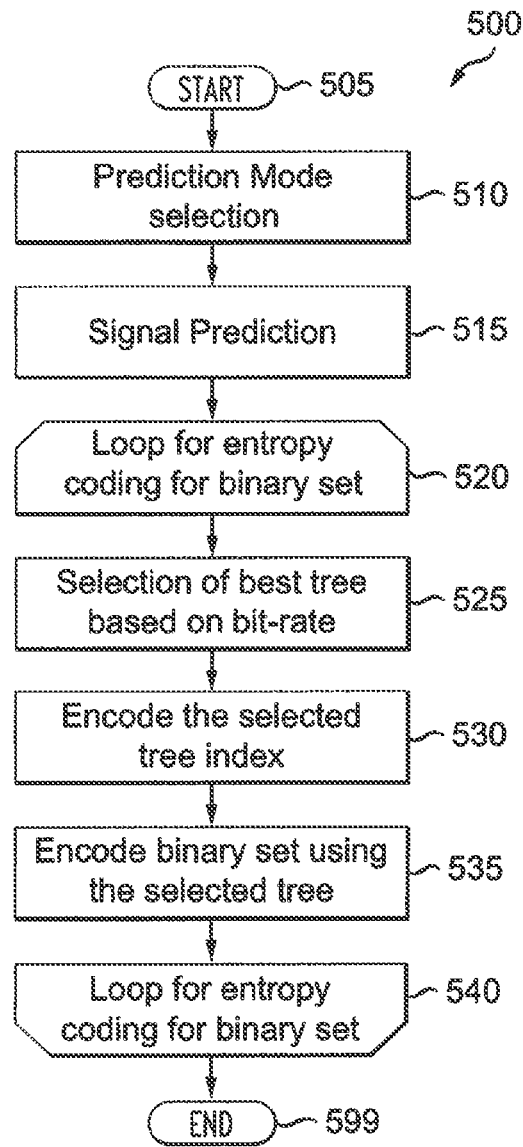 500
START
505
Prediction Mode
selection
510
Signal Prediction
515
Loop for entropy
coding for binary set
520
Selection of best tree
based on bit-rate
525
Encode the selected
tree index
530
Encode binary set using
the selected tree
535
Loop for entropy
coding for binary set
540
END
599